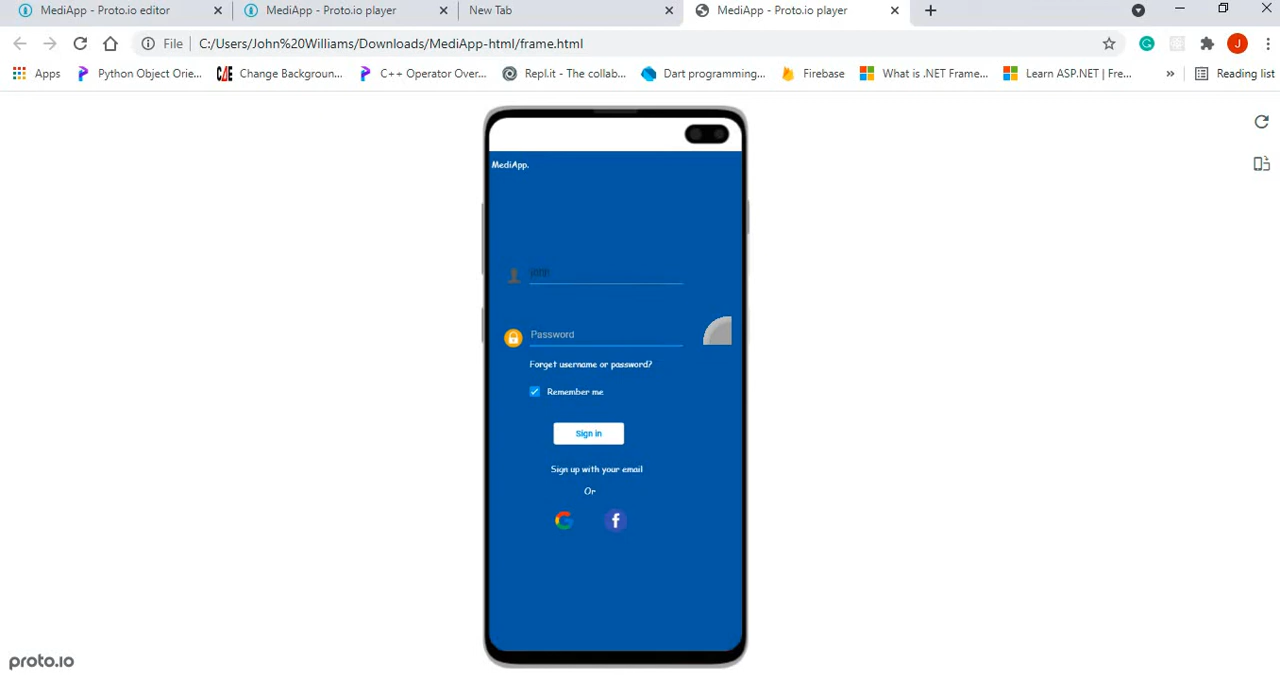 MediApp - Proto.io editor
MediApp - Proto.io player
New Tab
MediApp - Proto.io player
File
C:/Users/John%20Williams/Downloads/MediApp-html/frame.html
J
Apps
Python Object Orie...
Change Backgroun...
C++ Operator Over...
Repl.it - The collab...
Dart programming...
Firebase
What is .NET Frame...
Learn ASP.NET | Fre...
»
Reading list
MediApp.
Password
Forget username or password?
Remember me
Sign in
Sign up with your email
Or
proto.io